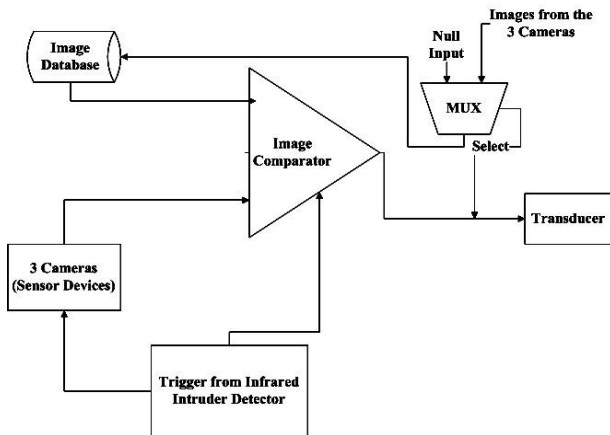 Images from the
3 Cameras
Null
Input
Image
Database
MUX
Image
Comparator
Select
Transducer
3 Cameras
(Sensor Devices)
Trigger from Infrared
Intruder Detector